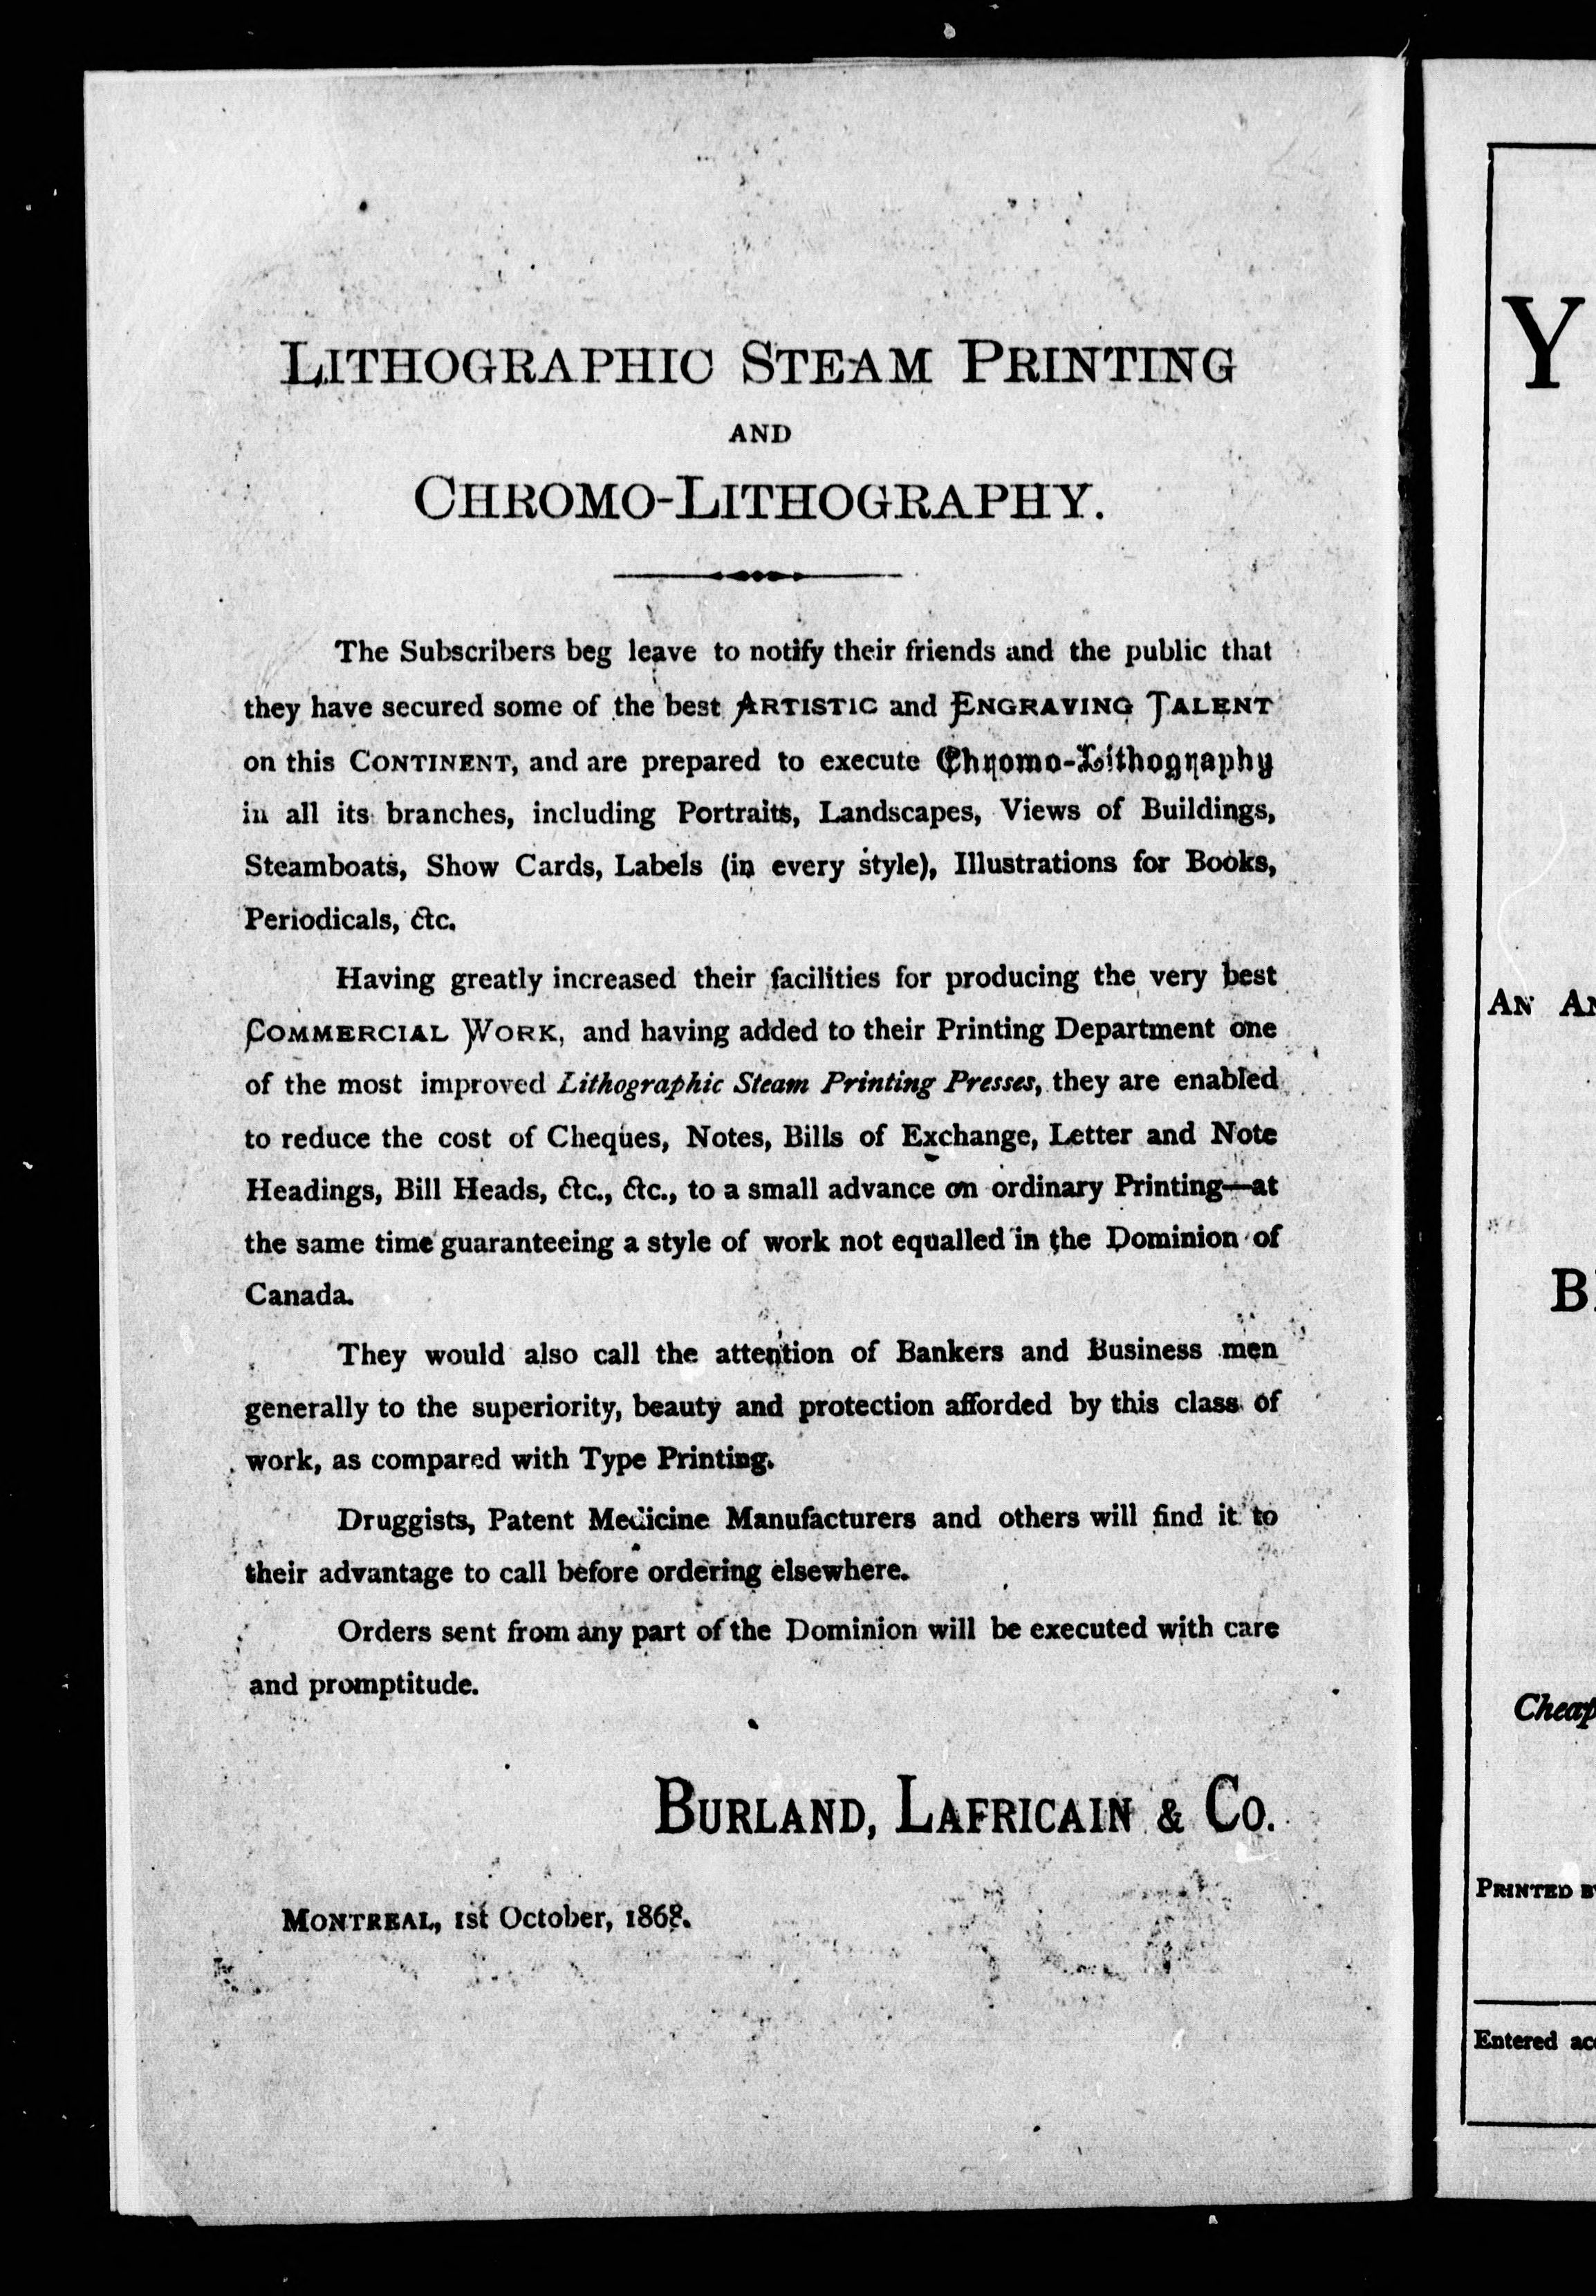 LITHOGRAPHIC STEAM PRINTING
AND
CHROMO-LITHOGRAPHY.
The Subscribers beg leave to notify their friends and the public that
they have secured some of the best ARTISTIC and ENGRAVING TALENT
on this CONTINENT, and are prepared to execute Chromo-Lithography
in all its branches, including Portraits, Landscapes, Views of Buildings,
Steamboats, Show Cards, Labels (in every style), Illustrations for Books,
Periodicals, &c.
Having greatly increased their facilities for producing the very best
COMMERCIAL WORK, and having added to their Printing Department one
of the most improved Lithographic Steam Printing Presses, they are enabled
to reduce the cost of Cheques, Notes, Bills of Exchange, Letter and Note
Headings, Bill Heads, &c., &c., to a small advance on ordinary Printing—at
the same time guaranteeing a style of work not equalled in the Dominion of
Canada.
They would also call the attention of Bankers and Business men
generally to the superiority, beauty and protection afforded by this class of
work, as compared with Type Printing.
Druggists, Patent Medicine Manufacturers and others will find it to
their advantage to call before ordering elsewhere.
Orders sent from any part of the Dominion will be executed with care
and promptitude.
BURLAND, LAFRICAIN & CO.
MONTREAL, 1st October, 1868.
Y
AN
B
PRINTED
Entered